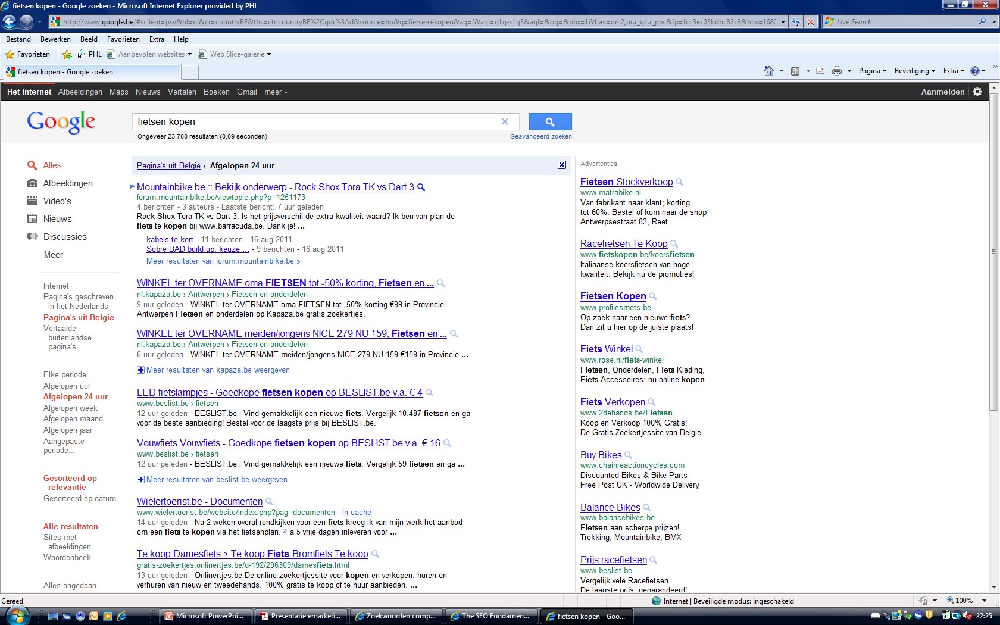 fietsen kopen - Google zoeken - Microsoft Internet Explorer provided by PHL
http://www.google.be/#sclient=psy&hl=nl&cr=countryBE&tbs=ctr:countryBE%2Cqdr%3Ad&source=hp&q=fietsen+kopen&aq=f&aqi=g1g-s1g3&aql=&oq=&pbx=1&bav=on.2,or.r_gc.r_pw.&fp=fcc3ec03bdbc82c8&biw=1680
Live Search
Bestand Bewerken Beeld Favorieten Extra Help
Favorieten PHL Aanbevolen websites Web Slice-galerie
fietsen kopen - Google zoeken
Pagina Beveiliging Extra
Het internet Afbeeldingen Maps Nieuws Vertalen Boeken Gmail meer
Aanmelden
Google
fietsen kopen
Ongeveer 23.700 resultaten (0,09 seconden)
Geavanceerd zoeken
Alles
Afbeeldingen
Video's
Nieuws
Discussies
Meer
Internet
Pagina's geschreven
in het Nederlands
Pagina's uit België
Vertaalde
buitenlandse
pagina's
Elke periode
Afgelopen uur
Afgelopen 24 uur
Afgelopen week
Afgelopen maand
Afgelopen jaar
Aangepaste
periode...
Gesorteerd op
relevantie
Gesorteerd op datum
Alle resultaten
Sites met
afbeeldingen
Woordenboek
Alles ongedaan
Pagina's uit België › Afgelopen 24 uur
Mountainbike.be :: Bekijk onderwerp - Rock Shox Tora TK vs Dart 3
forum.mountainbike.be/viewtopic.php?p=1251173
4 berichten - 3 auteurs - Laatste bericht: 7 uur geleden
Rock Shox Tora TK vs Dart 3: Is het prijsverschil de extra kwaliteit waard? Ik ben van plan de
fiets te kopen bij www.barracuda.be. Dank je! ...
kabels te kort - 11 berichten - 16 aug 2011
Sobre DAD build up: keuze ... - 9 berichten - 16 aug 2011
Meer resultaten van forum.mountainbike.be »
WINKEL ter OVERNAME oma FIETSEN tot -50% korting, Fietsen en ...
nl.kapaza.be › Antwerpen › Fietsen en onderdelen
9 uur geleden - WINKEL ter OVERNAME oma FIETSEN tot -50% korting €99 in Provincie
Antwerpen Fietsen en onderdelen op Kapaza.be gratis zoekertjes.
WINKEL ter OVERNAME meiden/jongens NICE 279 NU 159, Fietsen en ...
nl.kapaza.be › Antwerpen › Fietsen en onderdelen
6 uur geleden - WINKEL ter OVERNAME meiden/jongens NICE 279 NU 159 €159 in Provincie ...
Meer resultaten van kapaza.be weergeven
LED fietslampjes - Goedkope fietsen kopen op BESLIST.be v.a. € 4
www.beslist.be › fietsen
12 uur geleden - BESLIST.be | Vind gemakkelijk een nieuwe fiets. Vergelijk 10.487 fietsen en ga
voor de beste aanbieding! Bestel voor de laagste prijs bij BESLIST.be.
Vouwfiets Vouwfiets - Goedkope fietsen kopen op BESLIST.be v.a. € 16
www.beslist.be › fietsen
12 uur geleden - BESLIST.be | Vind gemakkelijk een nieuwe fiets. Vergelijk 59 fietsen en ga ...
Meer resultaten van beslist.be weergeven
Wielertoerist.be - Documenten
www.wielertoerist.be/website/index.php?pag=documenten - In cache
14 uur geleden - Na 2 weken overal rondkijken voor een fiets kreeg ik van mijn werk het aanbod
om een fiets te kopen via het fietsenplan. 4 a 5 vrije dagen inleveren voor ...
Te koop Damesfiets > Te koop Fiets-Bromfiets Te koop
gratis-zoekertjes.onlinertjes.be/d-192/296309/damesfiets.html
13 uur geleden - Onlinertjes.be De online zoekertjessite voor kopen en verkopen, huren en
verhuren van nieuw en tweedehands. 100% gratis te koop of te huur aanbieden. ...
Advertenties
Fietsen Stockverkoop
www.matrabike.nl
Van fabrikant naar klant; korting
tot 60%. Bestel of kom naar de shop
Antwerpsestraat 83, Reet
Racefietsen Te Koop
www.fietskopen.be/koersfietsen
Italiaanse koersfietsen van hoge
kwaliteit. Bekijk nu de promoties!
Fietsen Kopen
www.profilesmets.be
Op zoek naar een nieuwe fiets?
Dan zit u hier op de juiste plaats!
Fiets Winkel
www.rose.nl/fiets-winkel
Fietsen, Onderdelen, Fiets Kleding,
Fiets Accessoires: nu online kopen
Fiets Verkopen
www.2dehands.be/Fietsen
Koop en Verkoop 100% Gratis!
De Gratis Zoekertjessite van Belgie
Buy Bikes
www.chainreactioncycles.com
Discounted Bikes & Bike Parts
Free Post UK - Worldwide Delivery
Balance Bikes
www.balancebikes.be
Fietsen aan scherpe prijzen!
Trekking, Mountainbike, BMX
Prijs racefietsen
www.beslist.be
Vergelijk vele Racefietsen
De laagste prijs, gegarandeerd!
Gereed
Internet | Beveiligde modus: ingeschakeld
100%
Microsoft PowerPoi...
Presentatie emarketi...
Zoekwoorden comp...
The SEO Fundamen...
fietsen kopen - Goo...
22:25